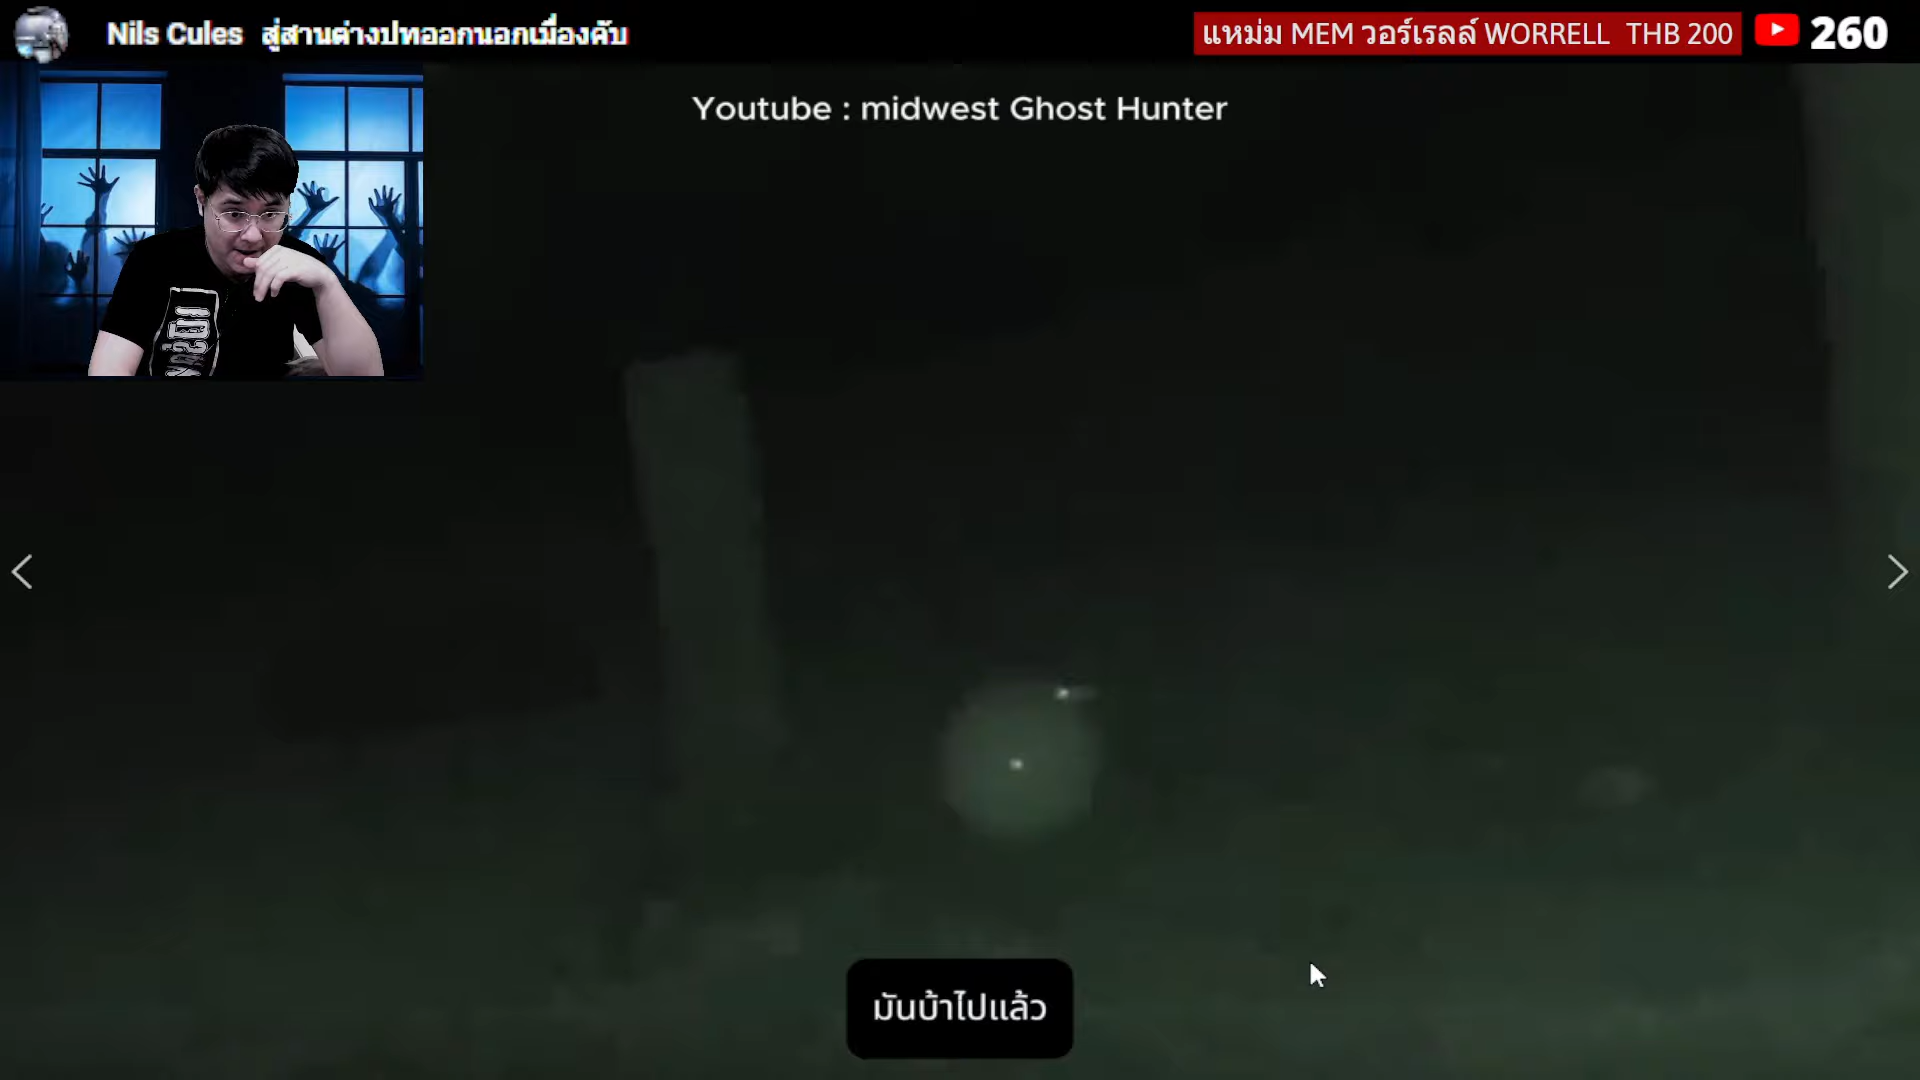 Nils Cules สู่สานต่างปทออกนอกเมื่องคับ
แหม่ม MEM วอร์เรลล์ WORRELL THB 200
260
Youtube : midwest Ghost Hunter
มันบ้าไปแล้ว